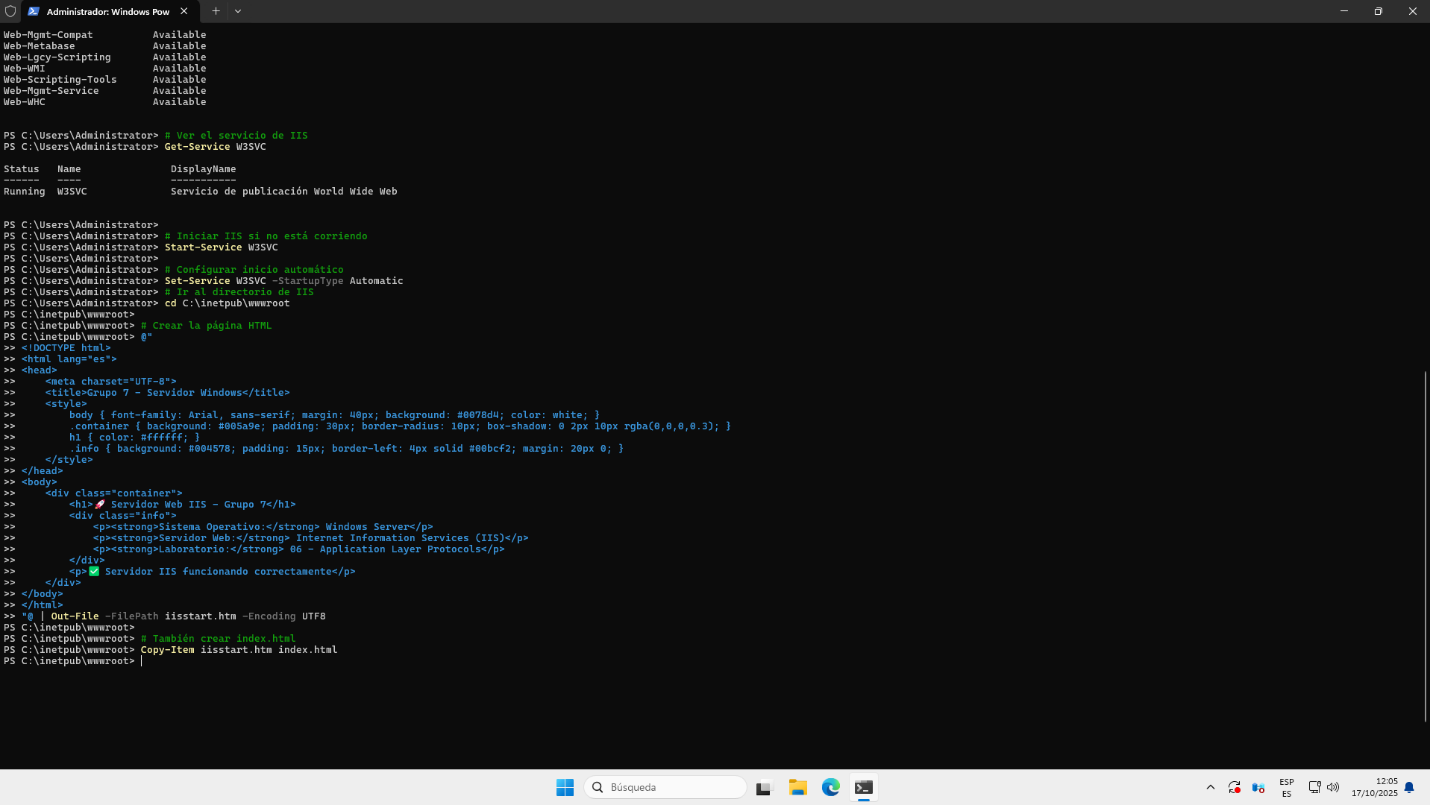 Administrador: Windows Pow
Web-Mgmt-Compat Available
Web-Metabase Available
Web-Lgcy-Scripting Available
Web-WMI Available
Web-Scripting-Tools Available
Web-Mgmt-Service Available
Web-WHC Available
PS C:\Users\Administrator> # Ver el servicio de IIS
PS C:\Users\Administrator> Get-Service W3SVC
Status Name DisplayName
------ ---- -----------
Running W3SVC Servicio de publicación World Wide Web
PS C:\Users\Administrator>
PS C:\Users\Administrator> # Iniciar IIS si no está corriendo
PS C:\Users\Administrator> Start-Service W3SVC
PS C:\Users\Administrator>
PS C:\Users\Administrator> # Configurar inicio automático
PS C:\Users\Administrator> Set-Service W3SVC -StartupType Automatic
PS C:\Users\Administrator> # Ir al directorio de IIS
PS C:\Users\Administrator> cd C:\inetpub\wwwroot
PS C:\inetpub\wwwroot>
PS C:\inetpub\wwwroot> # Crear la página HTML
PS C:\inetpub\wwwroot> @"
>> <!DOCTYPE html>
>> <html lang="es">
>> <head>
>>     <meta charset="UTF-8">
>>     <title>Grupo 7 - Servidor Windows</title>
>>     <style>
>>         body { font-family: Arial, sans-serif; margin: 40px; background: #0078d4; color: white; }
>>         .container { background: #005a9e; padding: 30px; border-radius: 10px; box-shadow: 0 2px 10px rgba(0,0,0,0.3); }
>>         h1 { color: #ffffff; }
>>         .info { background: #004578; padding: 15px; border-left: 4px solid #00bcf2; margin: 20px 0; }
>>     </style>
>> </head>
>> <body>
>>     <div class="container">
>>         <h1>🚀 Servidor Web IIS - Grupo 7</h1>
>>         <div class="info">
>>             <p><strong>Sistema Operativo:</strong> Windows Server</p>
>>             <p><strong>Servidor Web:</strong> Internet Information Services (IIS)</p>
>>             <p><strong>Laboratorio:</strong> 06 - Application Layer Protocols</p>
>>         </div>
>>         <p>✅ Servidor IIS funcionando correctamente</p>
>>     </div>
>> </body>
>> </html>
>> "@ | Out-File -FilePath iisstart.htm -Encoding UTF8
PS C:\inetpub\wwwroot>
PS C:\inetpub\wwwroot> # También crear index.html
PS C:\inetpub\wwwroot> Copy-Item iisstart.htm index.html
PS C:\inetpub\wwwroot>
Búsqueda
ESP
ES
12:05
17/10/2025